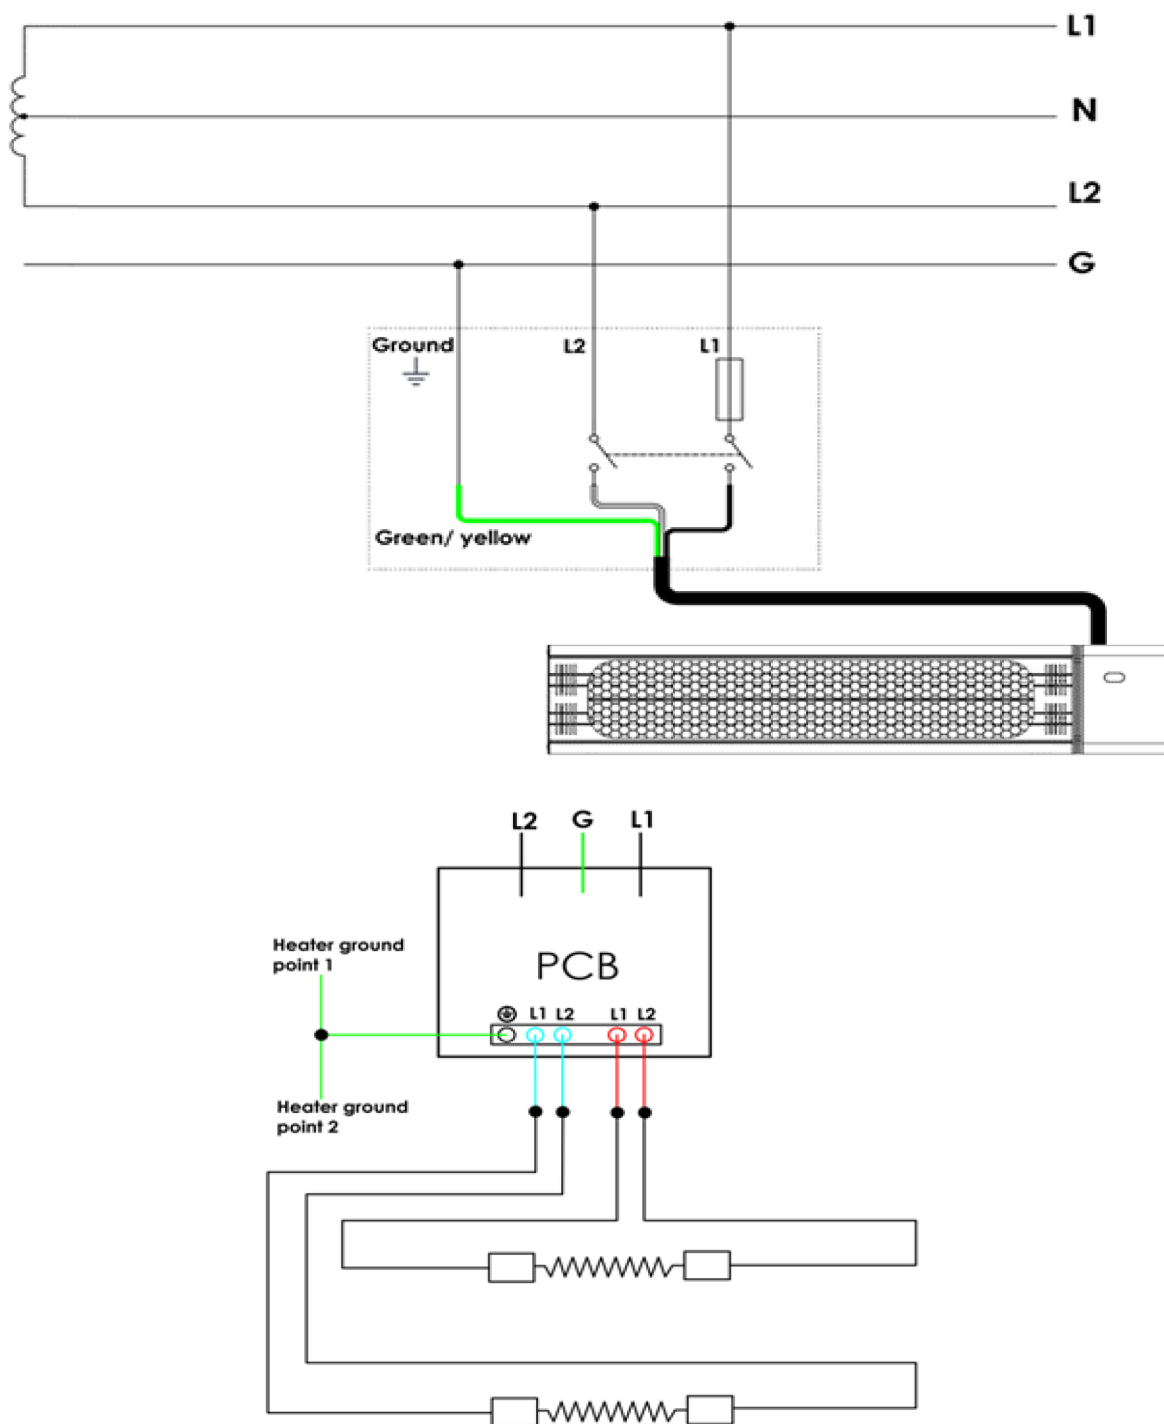 L1
N
L2
G
Ground
L2
L1
Green/ yellow
L2 G L1
Heater ground
point 1
PCB
L1 L2 L1 L2
Heater ground
point 2